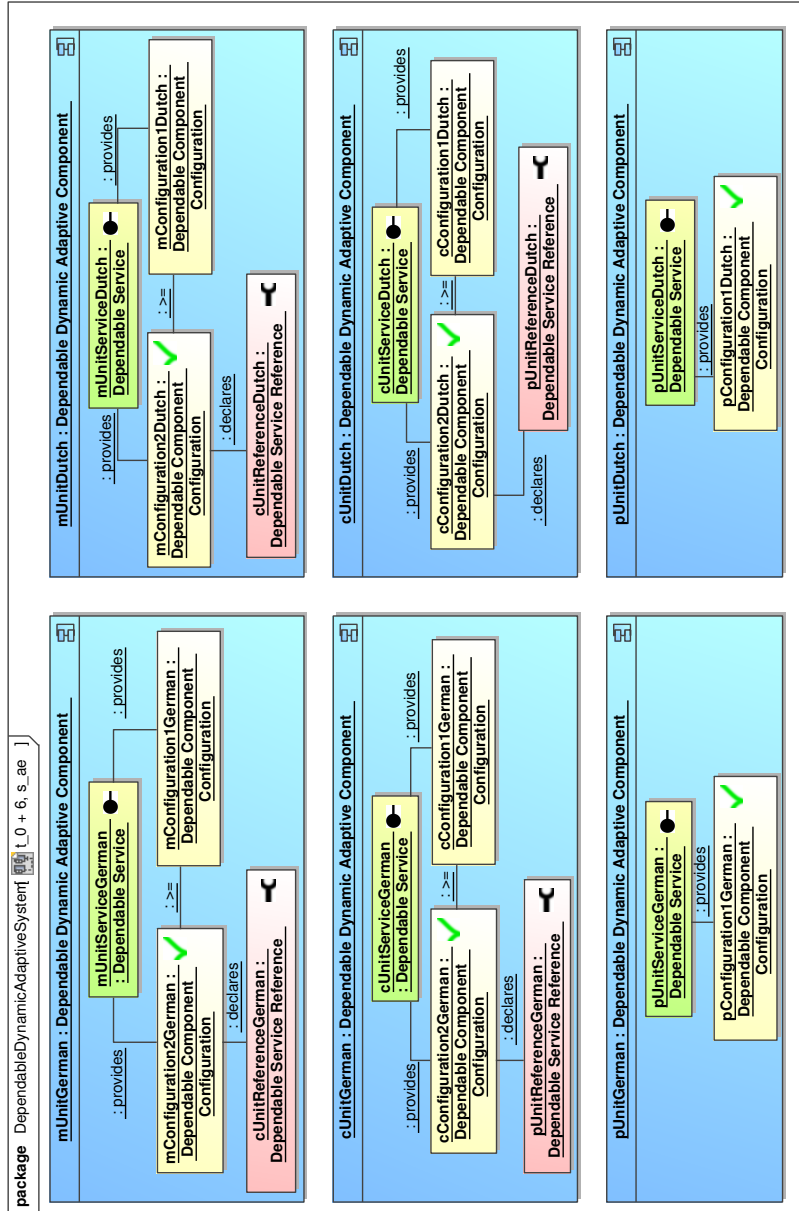 package DependableDynamicAdaptiveSystem[ t_0 + 6, s_ae ]
mUnitGerman : Dependable Dynamic Adaptive Component
mUnitServiceGerman
: Dependable Service
: provides
: provides
mConfiguration2German :
Dependable Component
Configuration
: >=
mConfiguration1German :
Dependable Component
Configuration
: declares
cUnitReferenceGerman :
Dependable Service Reference
mUnitDutch : Dependable Dynamic Adaptive Component
mUnitServiceDutch :
Dependable Service
: provides
: provides
mConfiguration2Dutch :
Dependable Component
Configuration
: >=
mConfiguration1Dutch :
Dependable Component
Configuration
: declares
cUnitReferenceDutch :
Dependable Service Reference
cUnitGerman : Dependable Dynamic Adaptive Component
cUnitServiceGerman
: Dependable Service
: provides
: provides
cConfiguration2German :
Dependable Component
Configuration
: >=
cConfiguration1German :
Dependable Component
Configuration
: declares
pUnitReferenceGerman :
Dependable Service Reference
cUnitDutch : Dependable Dynamic Adaptive Component
cUnitServiceDutch :
Dependable Service
: provides
: provides
cConfiguration2Dutch :
Dependable Component
Configuration
: >=
cConfiguration1Dutch :
Dependable Component
Configuration
: declares
pUnitReferenceDutch :
Dependable Service Reference
pUnitGerman : Dependable Dynamic Adaptive Component
pUnitServiceGerman :
Dependable Service
: provides
pConfiguration1German :
Dependable Component
Configuration
pUnitDutch : Dependable Dynamic Adaptive Component
pUnitServiceDutch :
Dependable Service
: provides
pConfiguration1Dutch :
Dependable Component
Configuration